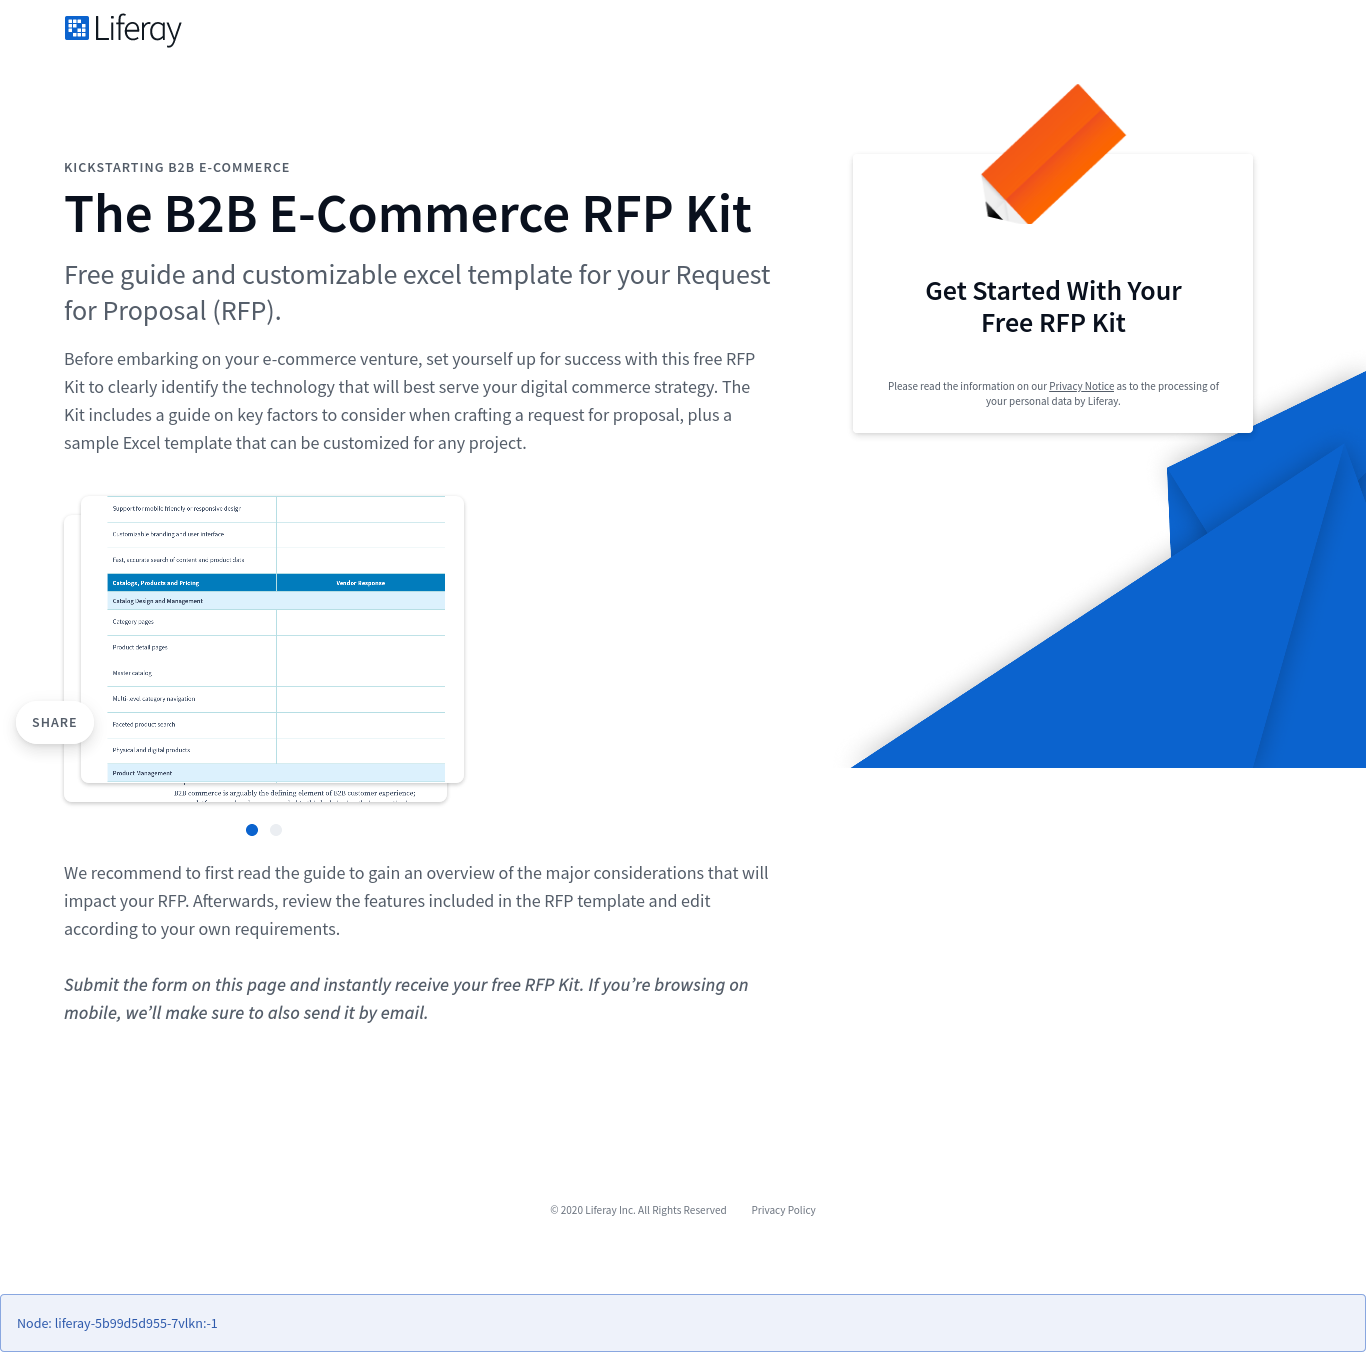 Liferay
KICKSTARTING B2B E-COMMERCE
The B2B E-Commerce RFP Kit
Free guide and customizable excel template for your Request
for Proposal (RFP).
Before embarking on your e-commerce venture, set yourself up for success with this free RFP
Kit to clearly identify the technology that will best serve your digital commerce strategy. The
Kit includes a guide on key factors to consider when crafting a request for proposal, plus a
sample Excel template that can be customized for any project.
Get Started With Your
Free RFP Kit
Please read the information on our Privacy Notice as to the processing of
your personal data by Liferay.
Support for mobile friendly or responsive design
Customizable branding and user interface
Fast, accurate search of content and product data
Catalogs, Products and Pricing Vendor Response
Catalog Design and Management
Category pages
Product detail pages
Master catalog
Multi-level category navigation
Faceted product search
Physical and digital products
Product Management
B2B commerce is arguably the defining element of B2B customer experience;
SHARE
We recommend to first read the guide to gain an overview of the major considerations that will
impact your RFP. Afterwards, review the features included in the RFP template and edit
according to your own requirements.
Submit the form on this page and instantly receive your free RFP Kit. If you’re browsing on
mobile, we’ll make sure to also send it by email.
© 2020 Liferay Inc. All Rights Reserved Privacy Policy
Node: liferay-5b99d5d955-7vlkn:-1